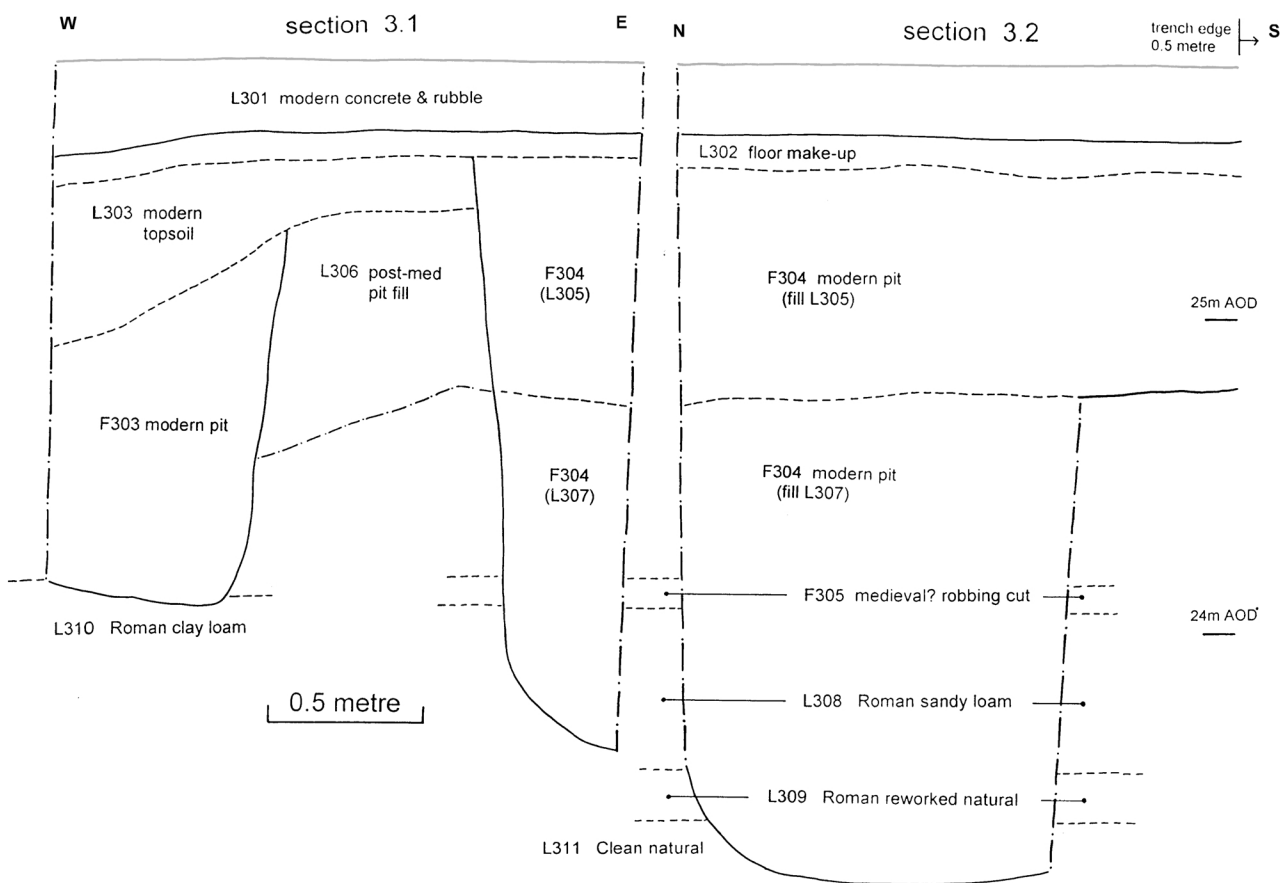 W
section 3.1
E
N
section 3.2
trench edge
0.5 metre
S
L301 modern concrete & rubble
L302 floor make-up
L303 modern
topsoil
L306 post-med
pit fill
F304
(L305)
F304 modern pit
(fill L305)
25m AOD
F303 modern pit
F304
(L307)
F304 modern pit
(fill L307)
F305 medieval? robbing cut
L310 Roman clay loam
24m AOD
0.5 metre
L308 Roman sandy loam
L309 Roman reworked natural
L311 Clean natural